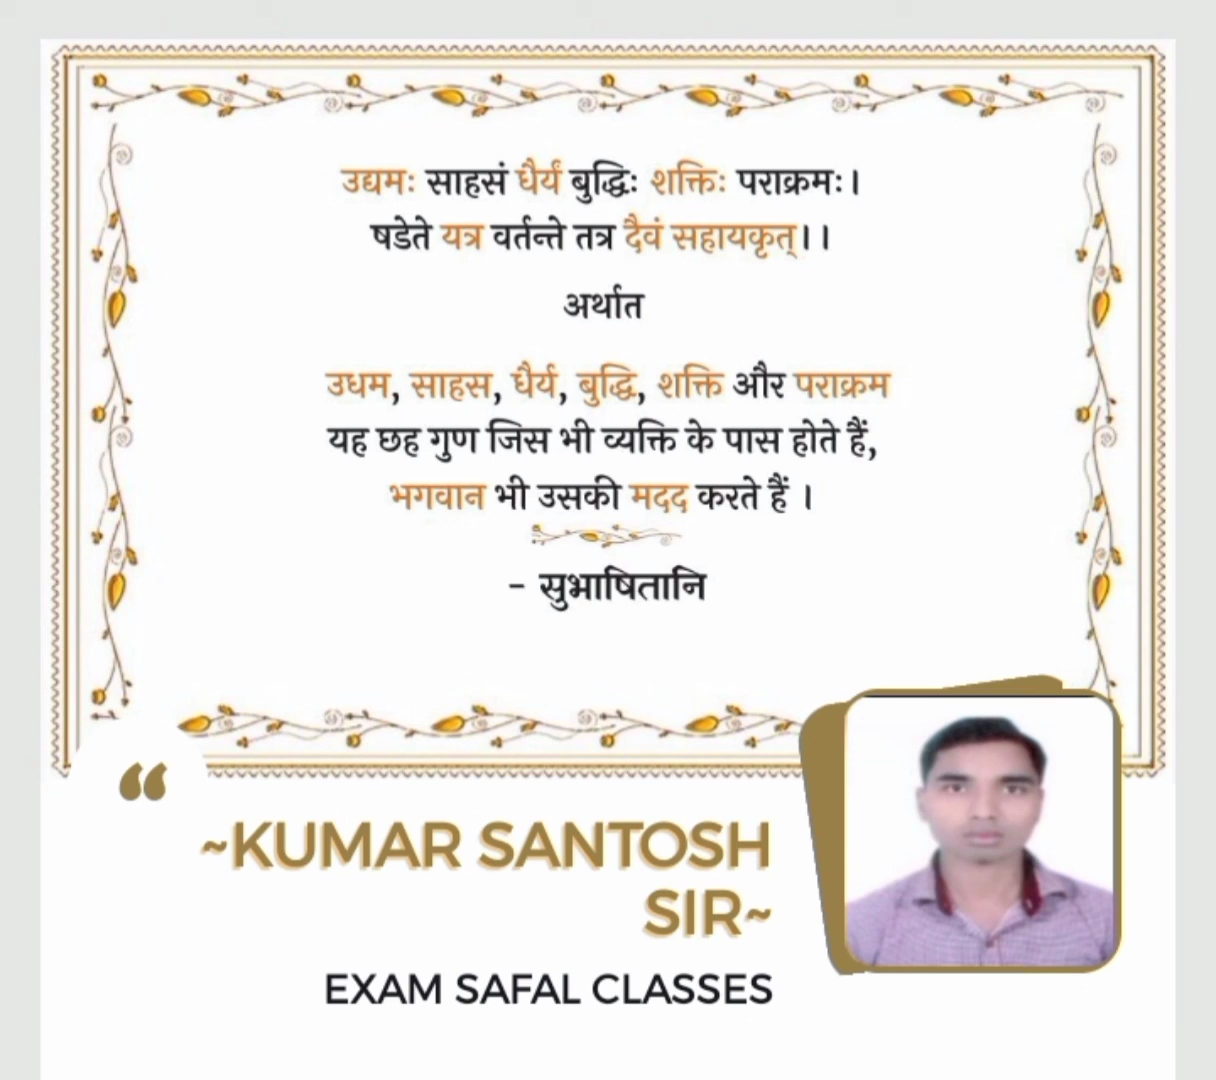 उद्यमः साहसं धैर्यं बुद्धिः शक्तिः पराक्रमः।
षडेते यत्र वर्तन्ते तत्र दैवं सहायकृत्।।
अर्थात
उधम, साहस, धैर्य, बुद्धि, शक्ति और पराक्रम
यह छह गुण जिस भी व्यक्ति के पास होते हैं,
भगवान भी उसकी मदद करते हैं ।
- सुभाषितानि
“
~KUMAR SANTOSH
SIR~
EXAM SAFAL CLASSES